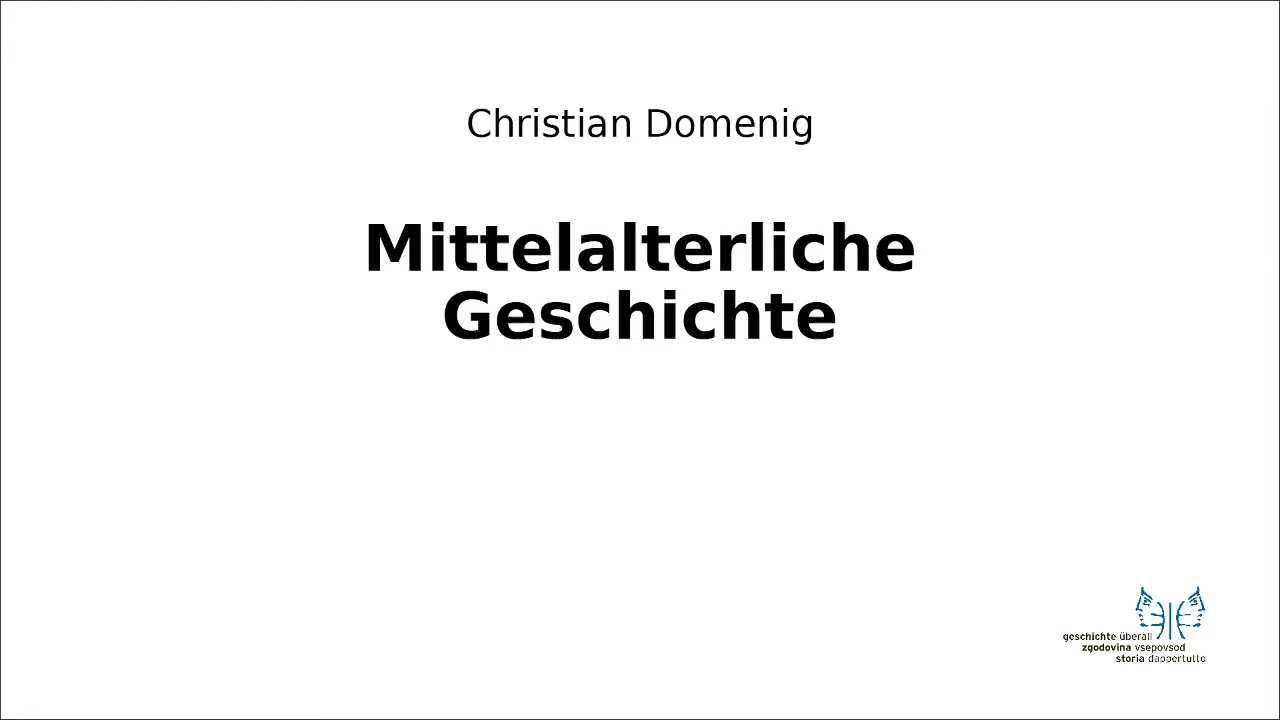 Christian Domenig
Mittelalterliche
Geschichte
geschichte überall
zgodovina vsepovsod
storia dappertutto